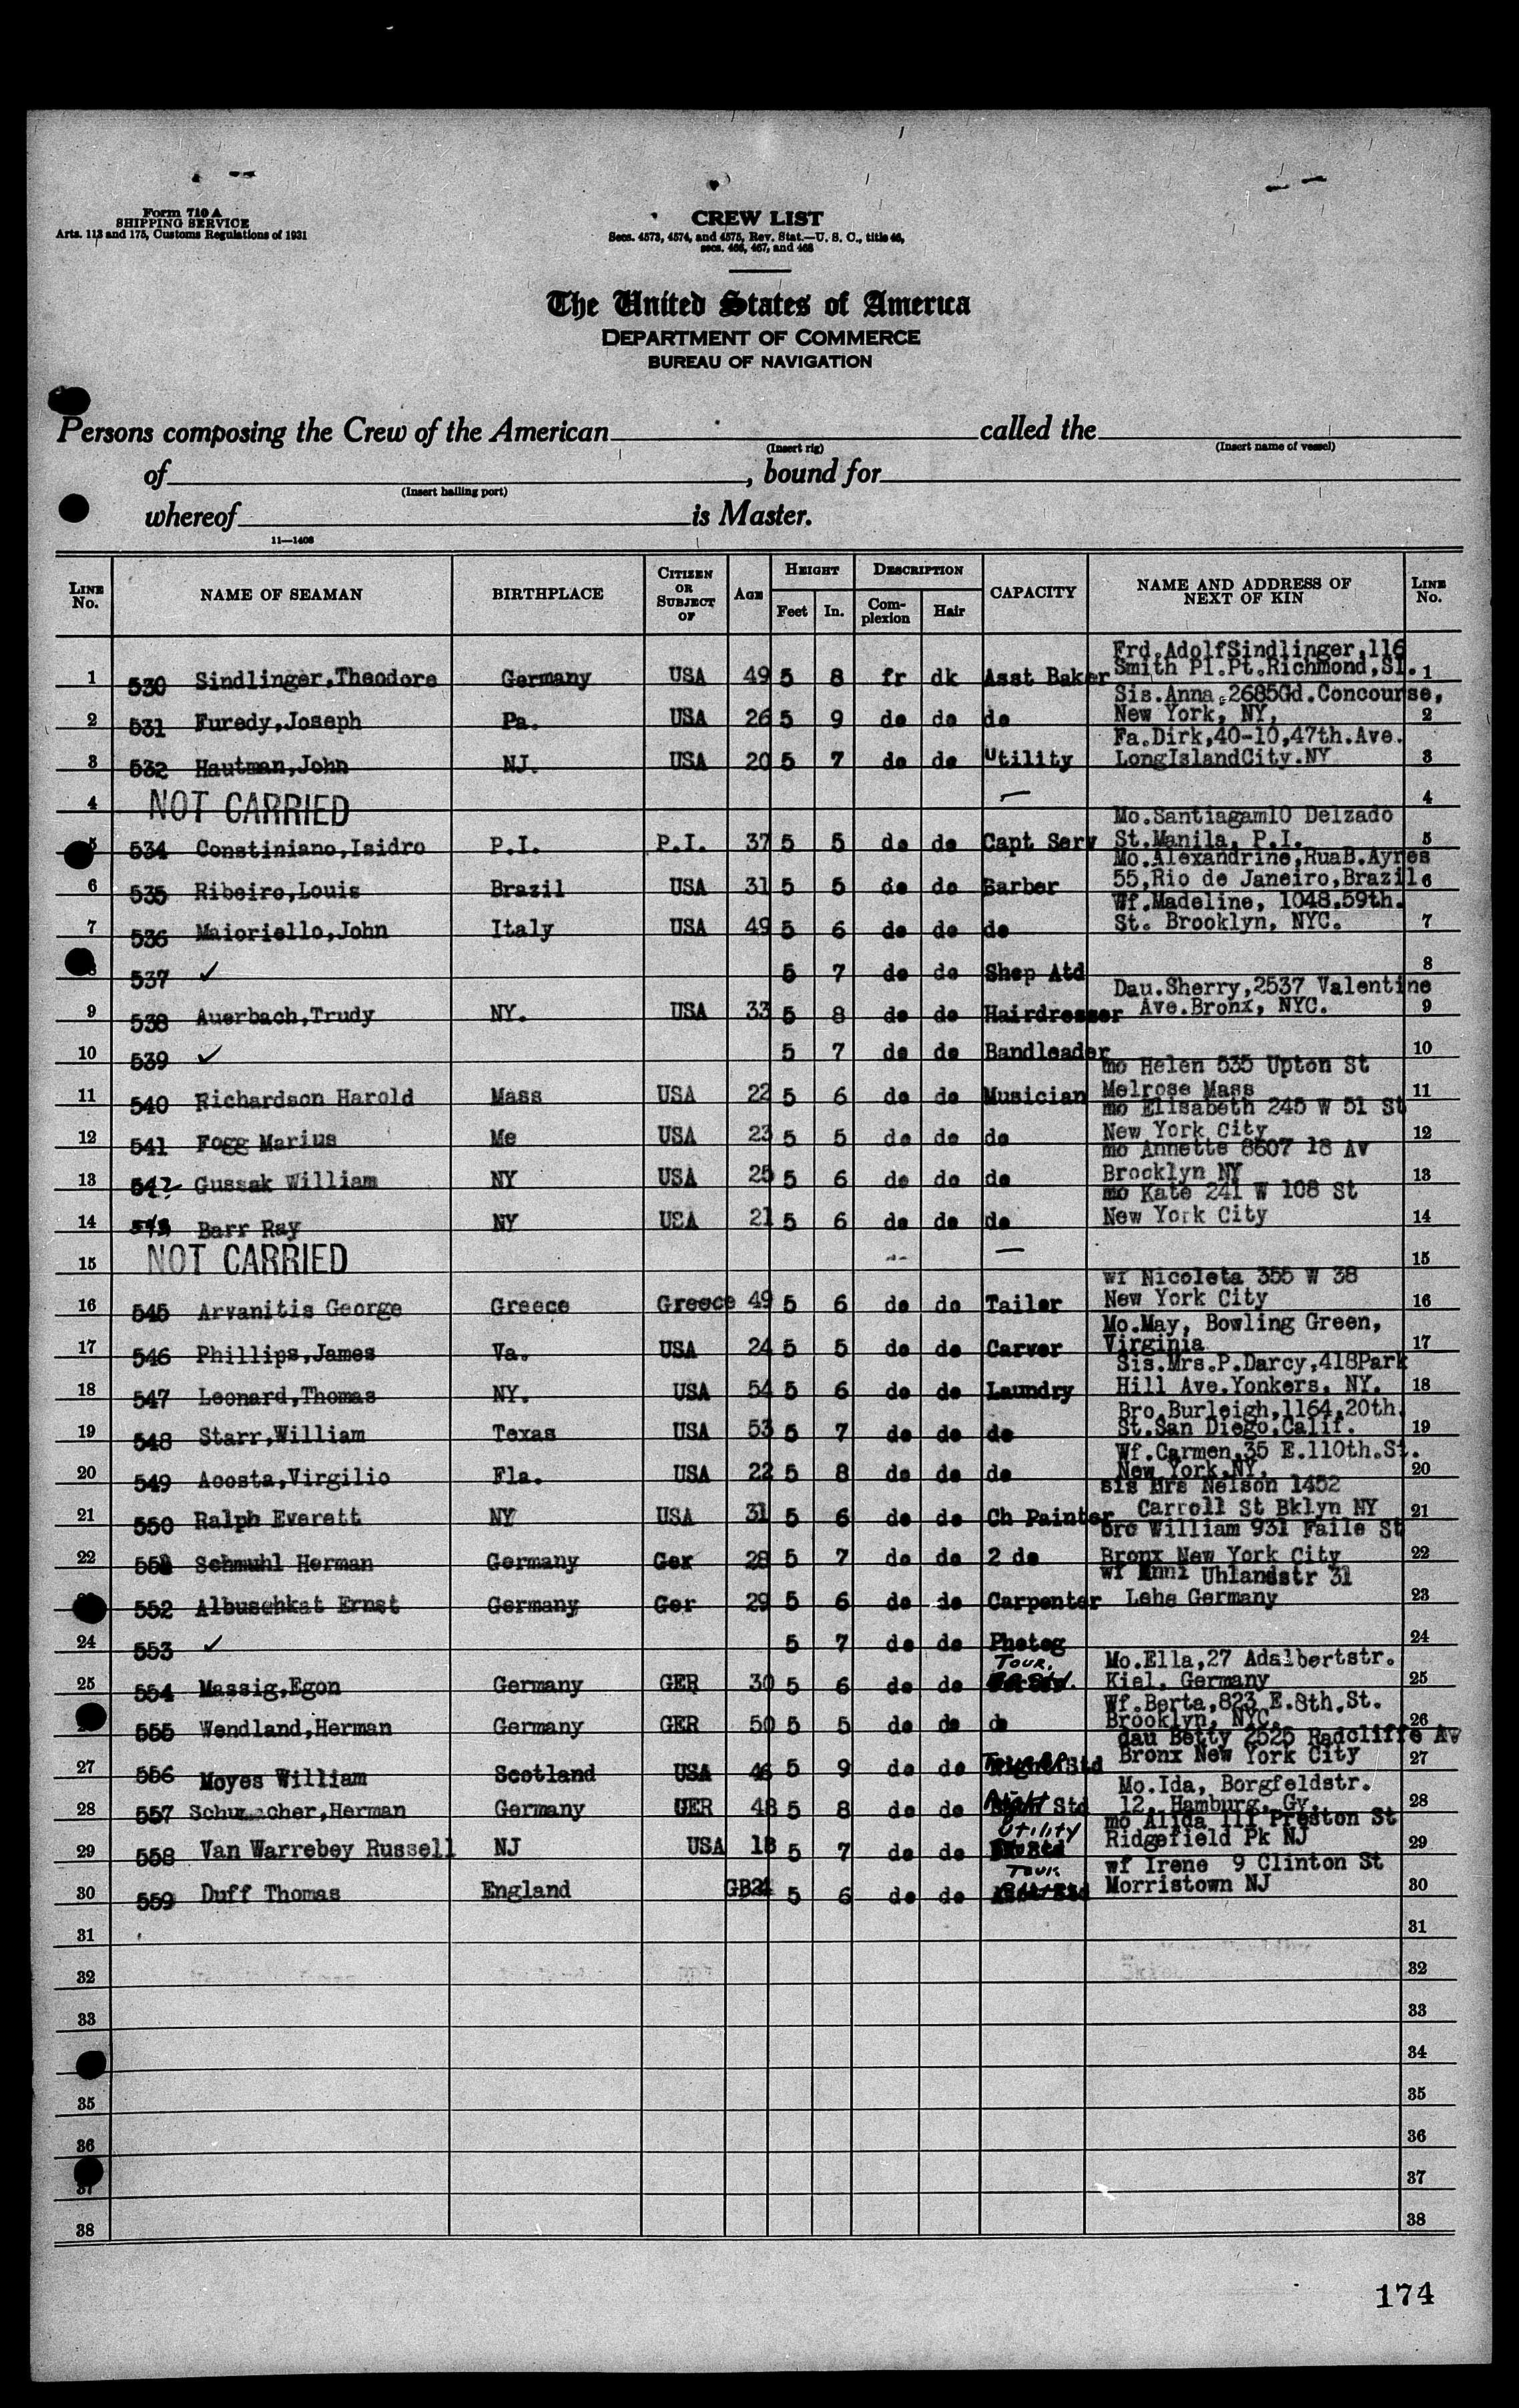 Form 710 A
SHIPPING SERVICE
Arts. 113 and 175, Customs Regulations of 1931
CREW LIST
Secs. 4573, 4574, and 4575, Rev. Stat.—U. S. C., title 46,
secs. 466, 467, and 468
The United States of America
DEPARTMENT OF COMMERCE
BUREAU OF NAVIGATION
Persons composing the Crew of the American called the
(Insert rig) (Insert name of vessel)
of , bound for
(Insert hailing port)
whereof is Master.
11—1408
LINE No. NAME OF SEAMAN BIRTHPLACE CITIZEN OR SUBJECT OF AGE HEIGHT Feet In. DESCRIPTION Complexion Hair CAPACITY NAME AND ADDRESS OF NEXT OF KIN LINE No.
Frd.AdolfSindlinger,116
1 530 Sindlinger,Theodore Germany USA 49 5 8 fr dk Asst Baker Smith Pl.Pt.Richmond,SI. 1
Sis.Anna,2685Gd.Concourse,
2 531 Furedy,Joseph Pa. USA 26 5 9 do do do New York, NY, 2
Fa.Dirk,40-10,47th.Ave.
3 532 Hautman,John NJ. USA 20 5 7 do do Utility LongIslandCity.NY 3
4 NOT CARRIED — 4
Mo.Santiagam10 Delzado
5 534 Constiniano,Isidro P.I. P.I. 37 5 5 do do Capt Serv St.Manila, P.I. 5
Mo.Alexandrine,RuaB.Ayres
6 535 Ribeiro,Louis Brazil USA 31 5 5 do do Barber 55,Rio de Janeiro,Brazil 6
Wf.Madeline, 1048.59th.
7 536 Maioriello,John Italy USA 49 5 6 do do do St. Brooklyn, NYC. 7
8 537 ✓ 5 7 do do Shop Atd 8
Dau.Sherry,2537 Valentine
9 538 Auerbach,Trudy NY. USA 33 5 8 do do Hairdresser Ave.Bronx, NYC. 9
10 539 ✓ 5 7 do do Bandleader 10
mo Helen 535 Upton St
11 540 Richardson Harold Mass USA 22 5 6 do do Musician Melrose Mass 11
mo Elisabeth 245 W 51 St
12 541 Fogg Marius Me USA 23 5 5 do do do New York City 12
mo Annette 8607 18 Av
13 542 Gussak William NY USA 25 5 6 do do do Brooklyn NY 13
mo Kate 241 W 108 St
14 543 Barr Ray NY USA 21 5 6 do do do New York City 14
15 NOT CARRIED -- — 15
wf Nicoleta 355 W 38
16 545 Arvanitis George Greece Greece 49 5 6 do do Tailor New York City 16
Mo.May, Bowling Green,
17 546 Phillips,James Va. USA 24 5 5 do do Carver Virginia 17
Sis.Mrs.P.Darcy,418Park
18 547 Leonard,Thomas NY. USA 54 5 6 do do Laundry Hill Ave.Yonkers, NY. 18
Bro.Burleigh,1164,20th.
19 548 Starr,William Texas USA 53 5 7 do do do St.San Diego,Calif. 19
Wf.Carmen,35 E.110th.St.
20 549 Acosta,Virgilio Fla. USA 22 5 8 do do do New York,NY. 20
sis Mrs Nelson 1452
21 550 Ralph Everett NY USA 31 5 6 do do Ch Painter Carroll St Bklyn NY 21
bro William 931 Faile St
22 Schmuhl Herman Germany Ger 28 5 7 do do 2 do Bronx New York City 22
wf Anni Uhlandstr 31
552 Albuschkat Ernst Germany Ger 29 5 6 do do Carpenter Lehe Germany 23
24 553 ✓ 5 7 do do Photog 24
Tour. Mo.Ella,27 Adalbertstr.
25 554 Massig,Egon Germany GER 30 5 6 do do Kiel, Germany 25
Wf.Berta,823 E.8th.St.
555 Wendland,Herman Germany GER 50 5 5 do do do Brooklyn, NYC, 26
dau Betty 2525 Radcliffe Av
27 556 Moyes William Scotland USA 46 5 9 do do Std Bronx New York City 27
Mo.Ida, Borgfeldstr.
28 557 Schumacher,Herman Germany GER 48 5 8 do do Night Std 12, Hamburg, Gy. 28
Utility mo Alida 111 Preston St
29 558 Van Warrebey Russell NJ USA 18 5 7 do do Ridgefield Pk NJ 29
Tour wf Irene 9 Clinton St
30 559 Duff Thomas England GB 5 6 do do Morristown NJ 30
31 31
32 32
33 33
34
35 35
36 36
37 37
38 38
174